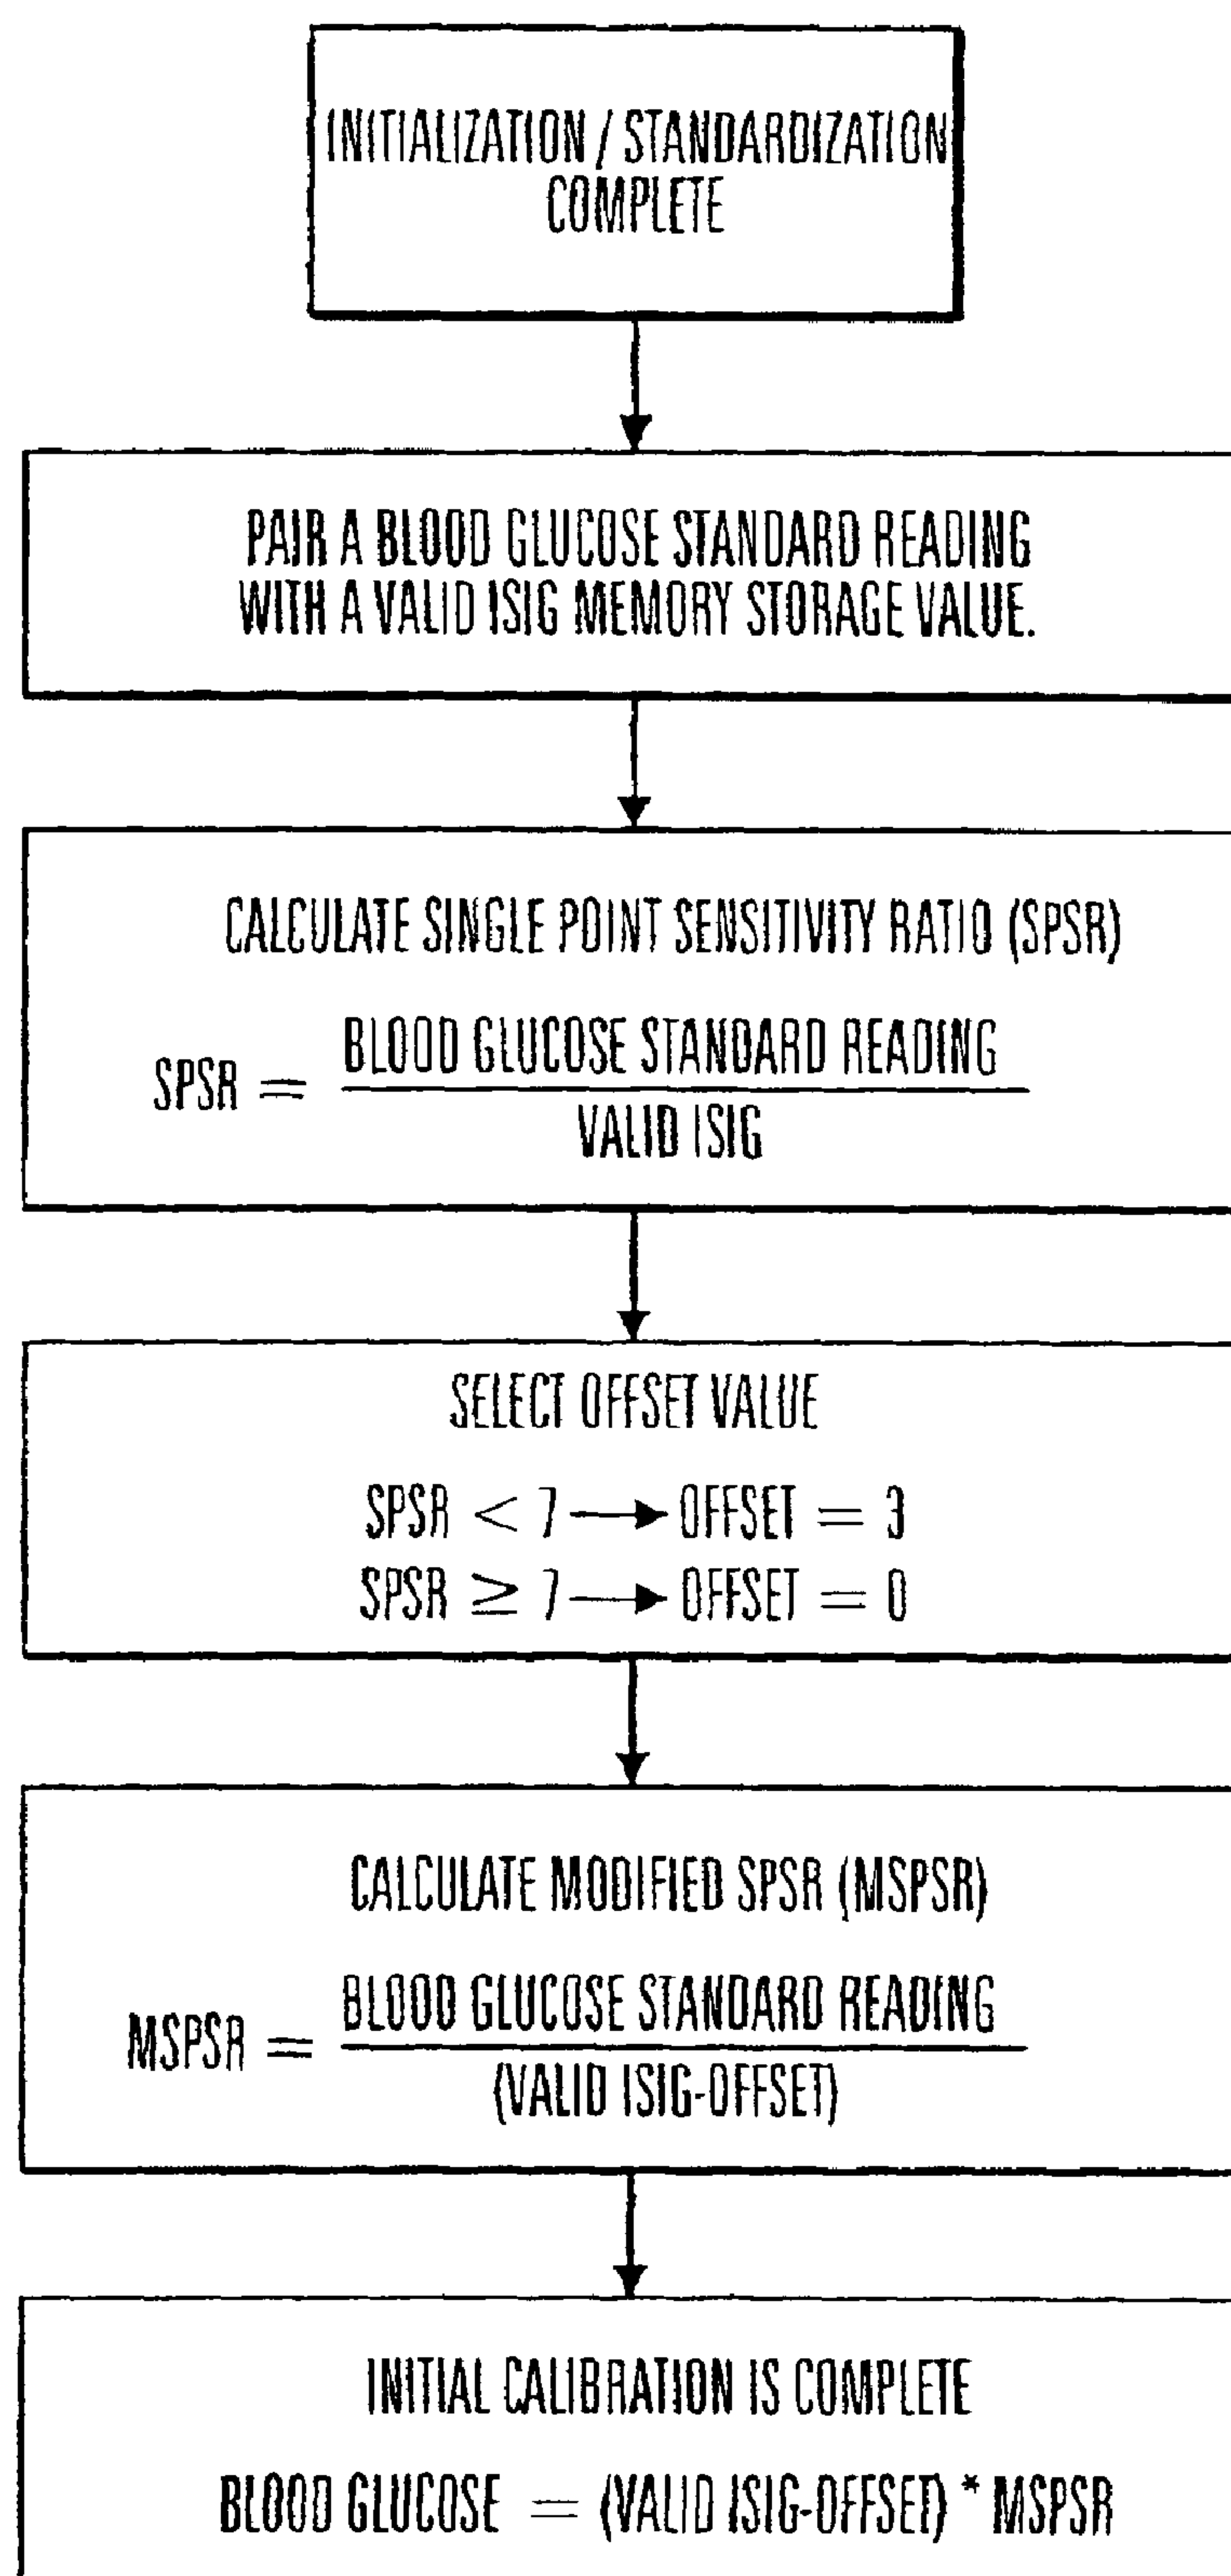 INITIALIZATION / STANDARDIZATION
COMPLETE
PAIR A BLOOD GLUCOSE STANDARD READING
WITH A VALID ISIG MEMORY STORAGE VALUE.
CALCULATE SINGLE POINT SENSITIVITY RATIO (SPSR)
SPSR = BLOOD GLUCOSE STANDARD READING
VALID ISIG
SELECT OFFSET VALUE
SPSR < 7 → OFFSET = 3
SPSR ≥ 7 → OFFSET = 0
CALCULATE MODIFIED SPSR (MSPSR)
MSPSR = BLOOD GLUCOSE STANDARD READING
(VALID ISIG-OFFSET)
INITIAL CALIBRATION IS COMPLETE
BLOOD GLUCOSE = (VALID ISIG-OFFSET) * MSPSR